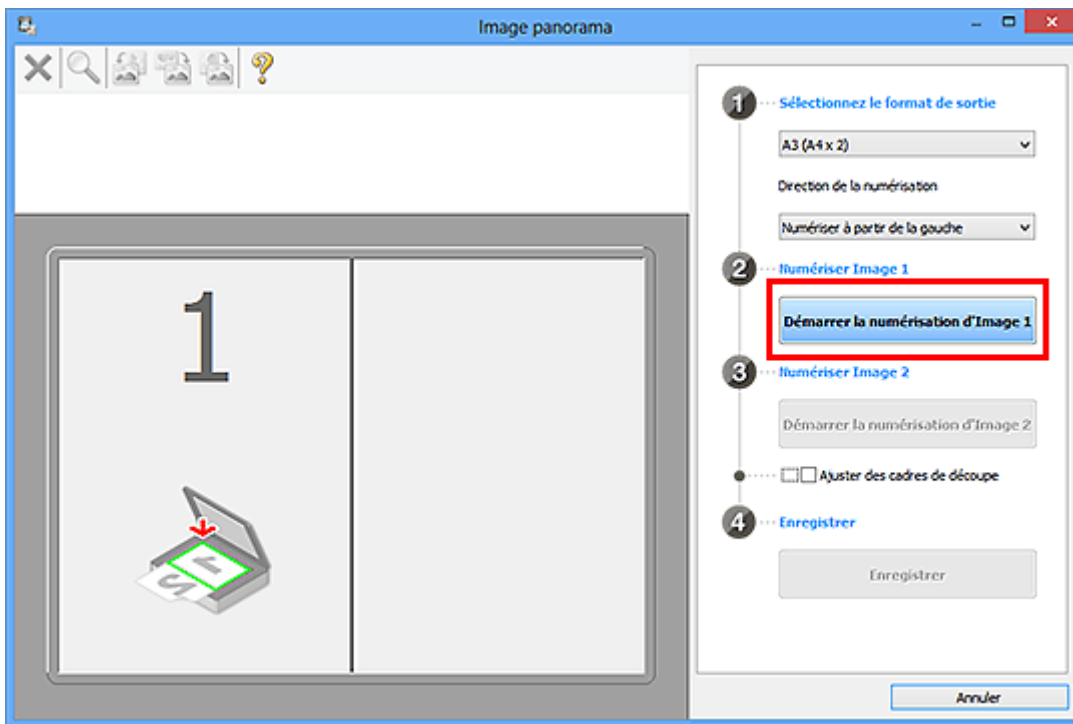 Image panorama
1 Sélectionnez le format de sortie
A3 (A4 x 2)
Direction de la numérisation
Numériser à partir de la gauche
2 Numériser Image 1
Démarrer la numérisation d'Image 1
3 Numériser Image 2
Démarrer la numérisation d'Image 2
Ajuster des cadres de découpe
4 Enregistrer
Enregistrer
1
1
2
Annuler